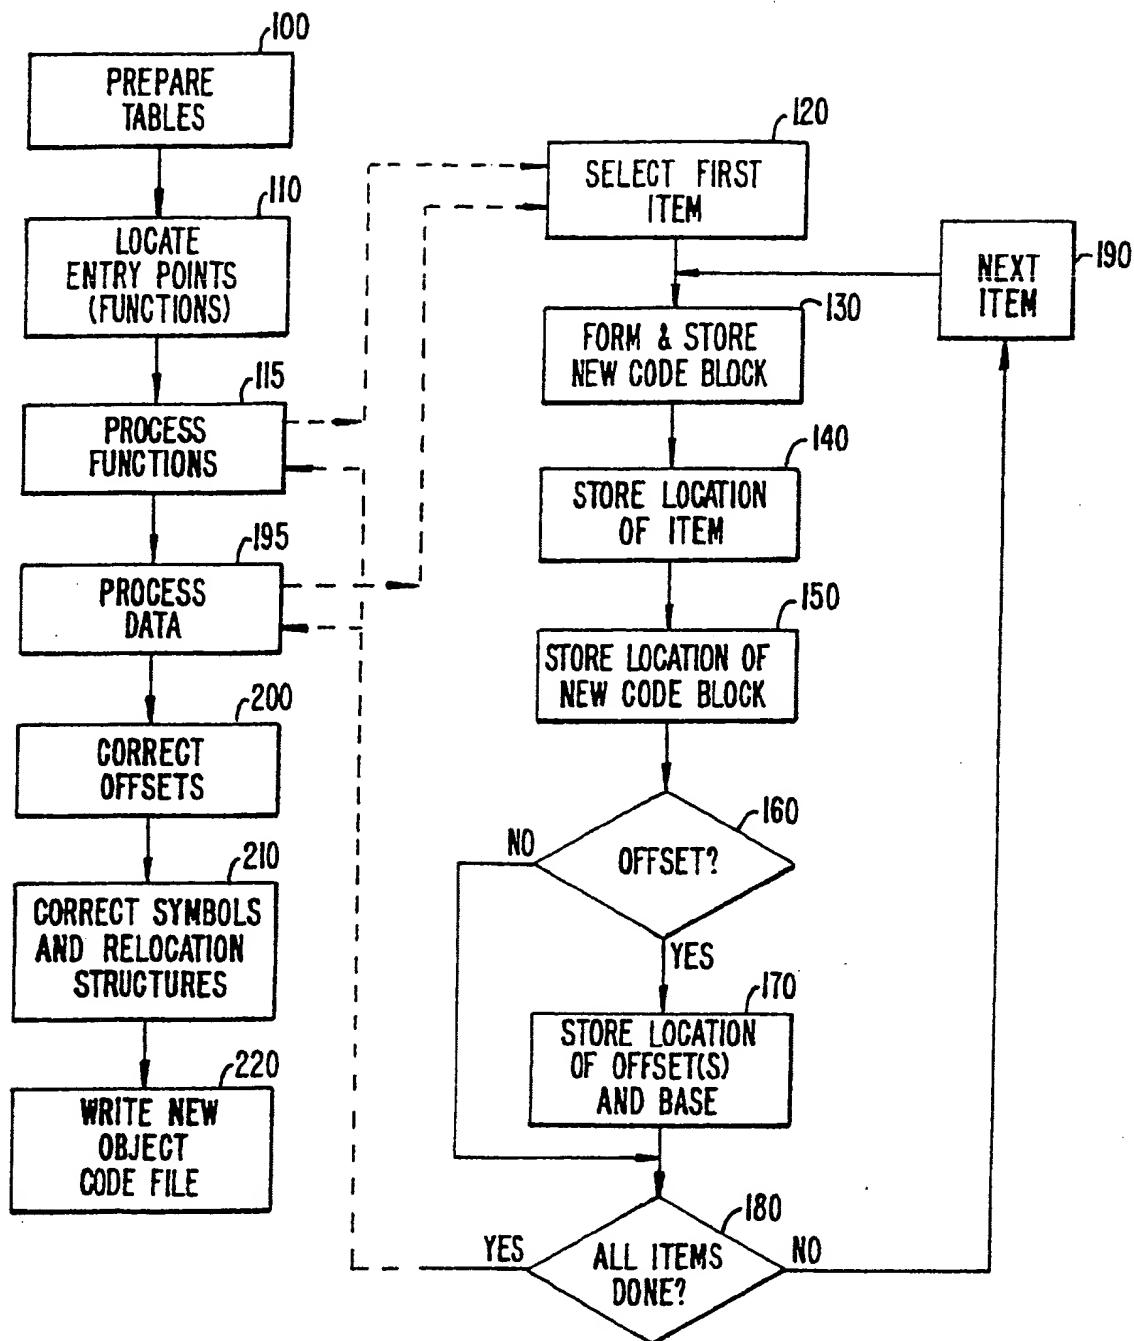 100
PREPARE
TABLES
110
LOCATE
ENTRY POINTS
(FUNCTIONS)
115
PROCESS
FUNCTIONS
195
PROCESS
DATA
200
CORRECT
OFFSETS
210
CORRECT SYMBOLS
AND RELOCATION
STRUCTURES
220
WRITE NEW
OBJECT
CODE FILE
120
SELECT FIRST
ITEM
190
NEXT
ITEM
130
FORM & STORE
NEW CODE BLOCK
140
STORE LOCATION
OF ITEM
150
STORE LOCATION OF
NEW CODE BLOCK
160
NO
OFFSET?
YES
170
STORE LOCATION
OF OFFSET(S)
AND BASE
180
YES
ALL ITEMS
DONE?
NO